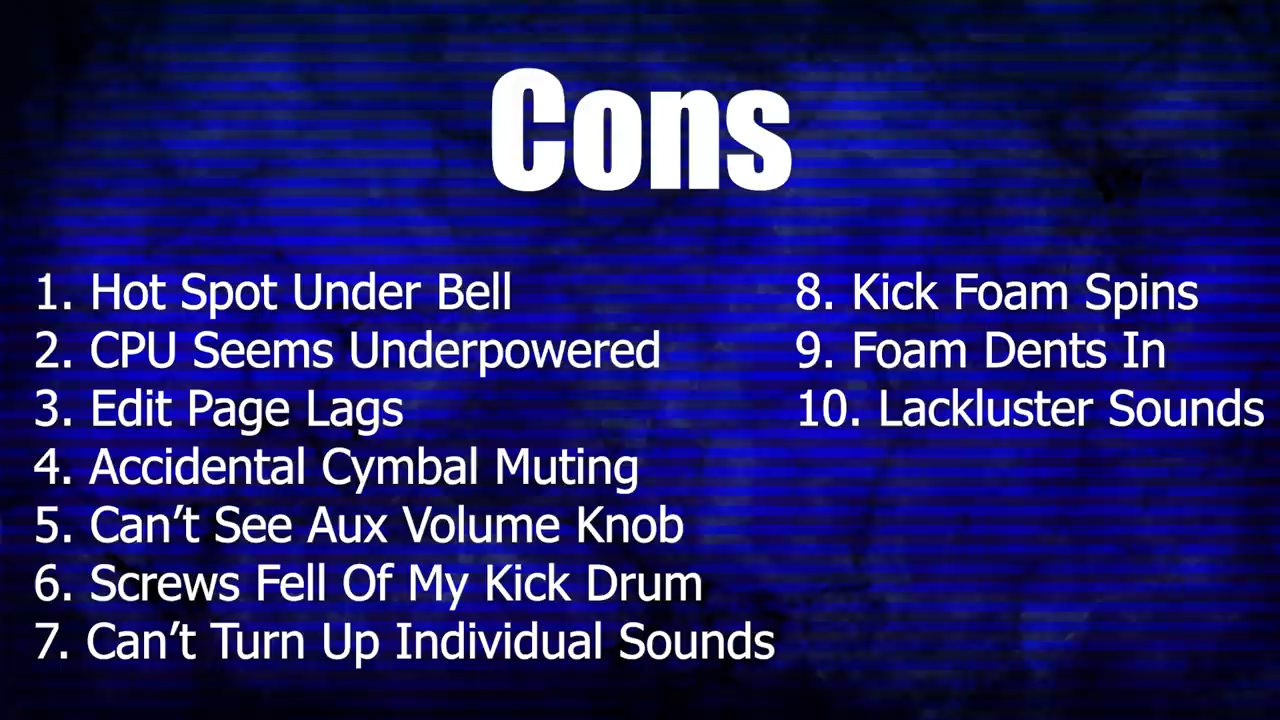 Cons
1. Hot Spot Under Bell
2. CPU Seems Underpowered
3. Edit Page Lags
4. Accidental Cymbal Muting
5. Can’t See Aux Volume Knob
6. Screws Fell Of My Kick Drum
7. Can’t Turn Up Individual Sounds
8. Kick Foam Spins
9. Foam Dents In
10. Lackluster Sounds